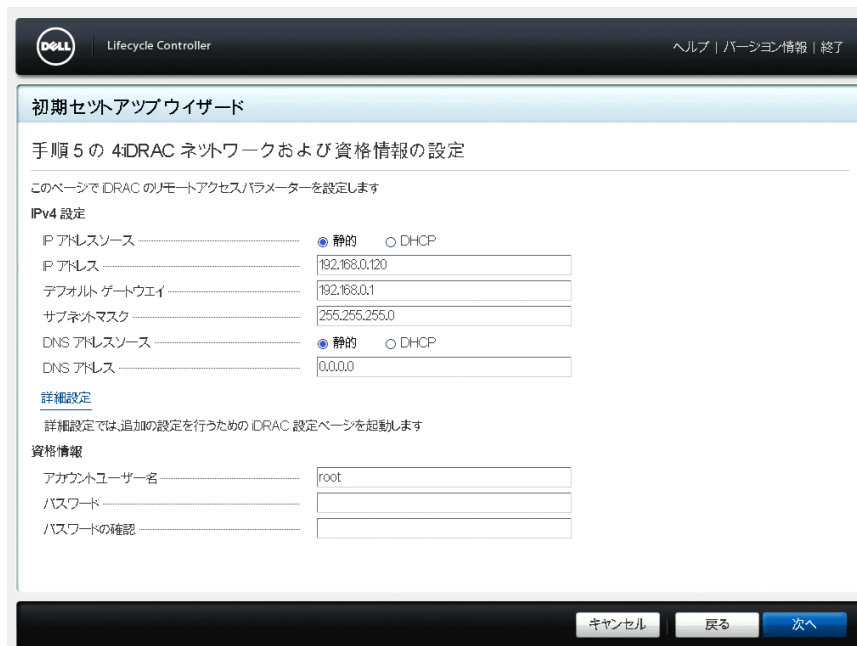 DELL Lifecycle Controller ヘルプ | バージョン情報 | 終了
初期セットアップウィザード
手順 5 の 4:iDRAC ネットワークおよび資格情報の設定
このページで iDRAC のリモートアクセスパラメーターを設定します
IPv4 設定
IP アドレスソース 静的 DHCP
IP アドレス 192.168.0.120
デフォルト ゲートウェイ 192.168.0.1
サブネットマスク 255.255.255.0
DNS アドレスソース 静的 DHCP
DNS アドレス 0.0.0.0
詳細設定
詳細設定では、追加の設定を行うための iDRAC 設定ページを起動します
資格情報
アカウントユーザー名 root
パスワード
パスワードの確認
キャンセル 戻る 次へ